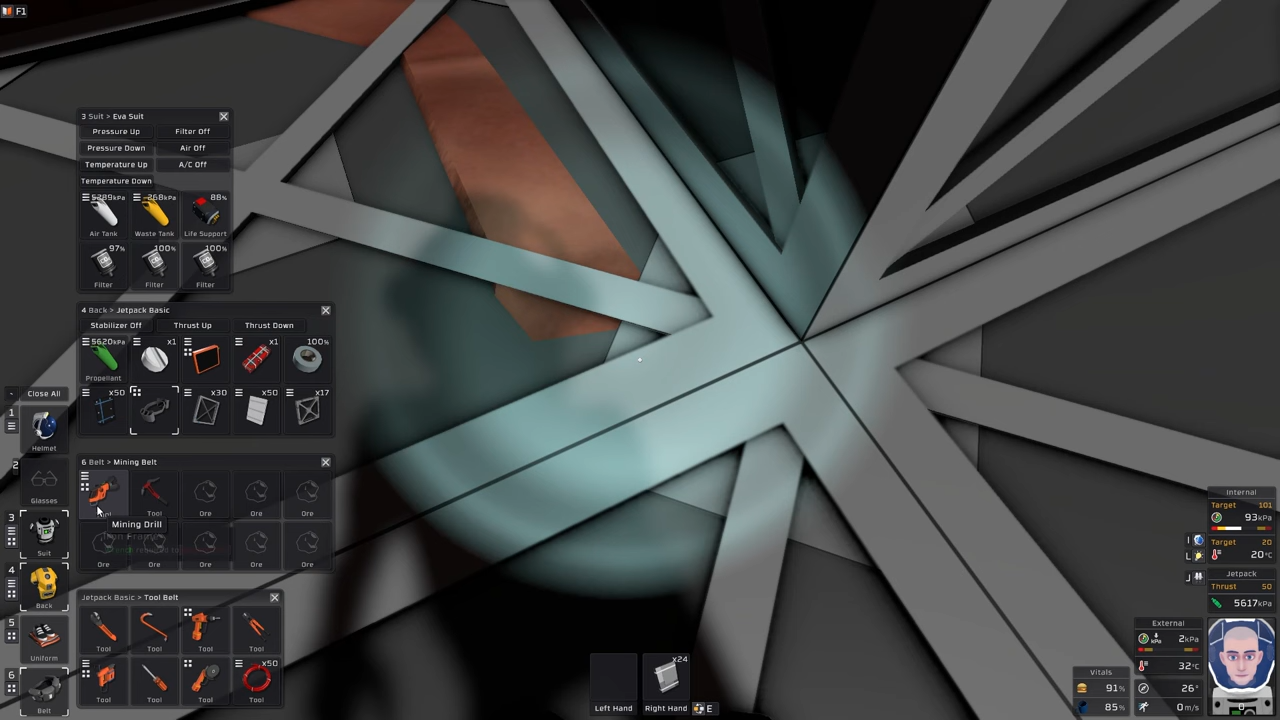 F1
3 Suit > Eva Suit
Pressure Up
Filter Off
Pressure Down
Air Off
Temperature Up
A/C Off
Temperature Down
5289kPa
268kPa
88%
Air Tank
Waste Tank
Life Support
97%
100%
100%
Filter
Filter
Filter
4 Back > Jetpack Basic
Stabilizer Off
Thrust Up
Thrust Down
5620kPa
x1
x1
100%
Propellant
x50
x30
x50
x17
- Close All
1
Helmet
2
Glasses
3
Suit
4
Back
5
Uniform
6
Belt
6 Belt > Mining Belt
Tool
Tool
Ore
Ore
Ore
Mining Drill
Ore
Ore
Ore
Ore
Ore
Jetpack Basic > Tool Belt
Tool
Tool
Tool
Tool
x50
Tool
Tool
Tool
Tool
x24
Left Hand
Right Hand
E
Internal
Target 101
93kPa
Target 20
20°C
I
L
J
Jetpack
Thrust 50
5617kPa
External
2kPa
32°C
26°
0m/s
Vitals
91%
85%
0